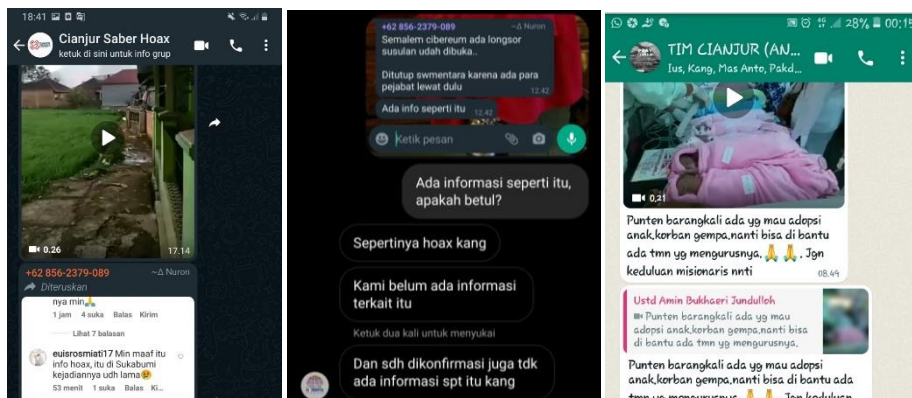 18:41
Cianjur Saber Hoax
ketuk di sini untuk info grup
0.26
17.14
+62 856-2379-089
~Δ Nuron
Diteruskan
nya min🙏
1 jam 4 suka Balas Kirim
Lihat 7 balasan
euisrosmiati17 Min maaf itu
info hoax, itu di Sukabumi
kejadiannya udh lama
53 menit 1 suka Balas Ki...
+62 856-2379-089
~Δ Nuron
Semalem cibereum ada longsor
susulan udah dibuka..
Ditutup swmentara karena ada para
pejabat lewat dulu
12.42
Ada info seperti itu
12.42
Ketik pesan
Ada informasi seperti itu,
apakah betul?
Sepertinya hoax kang
Kami belum ada informasi
terkait itu
Ketuk dua kali untuk menyukai
Dan sdh dikonfirmasi juga tdk
ada informasi spt itu kang
28% 00:15
TIM CIANJUR (AN...
Ius, Kang, Mas Anto, Pakd...
0,21
Punten barangkali ada yg mau adopsi
anak,korban gempa,nanti bisa di bantu
ada tmn yg mengurusnya.🙏 🙏. Jgn
keduluan misionaris nnti
08.49
Ustd Amin Bukhaeri Jundulloh
Punten barangkali ada yg mau
adopsi anak,korban gempa,nanti bisa
di bantu ada tmn yg mengurusnya.
Punten barangkali ada yg mau adopsi
anak,korban gempa,nanti bisa di bantu ada
tmn yg mengurusnya.🙏 🙏. Jgn keduluan